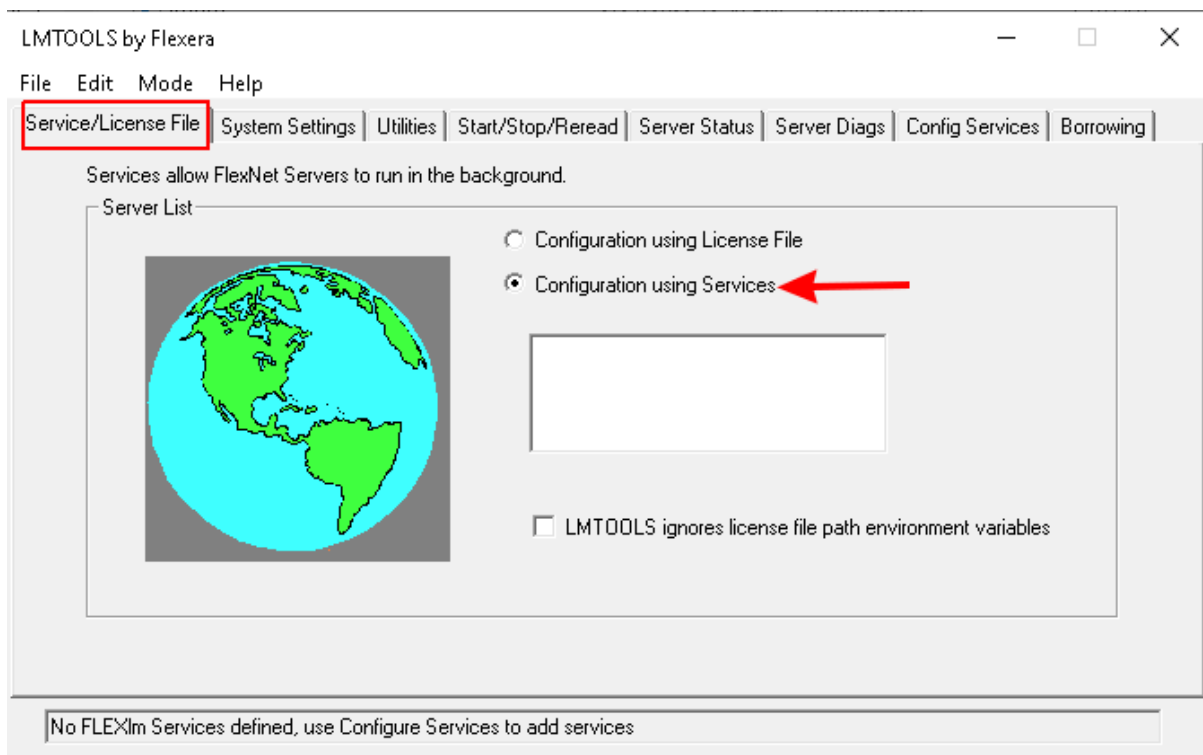 LMTOOLS by Flexera
File Edit Mode Help
Service/License File System Settings Utilities Start/Stop/Reread Server Status Server Diags Config Services Borrowing
Services allow FlexNet Servers to run in the background.
Server List
Configuration using License File
Configuration using Services
LMTOOLS ignores license file path environment variables
No FLEXlm Services defined, use Configure Services to add services